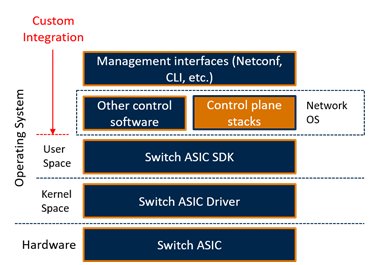 Custom
Integration
Management interfaces (Netconf,
CLI, etc.)
Other control
software
Control plane
stacks
Network
OS
Operating System
User
Space
Switch ASIC SDK
Kernel
Space
Switch ASIC Driver
Hardware
Switch ASIC